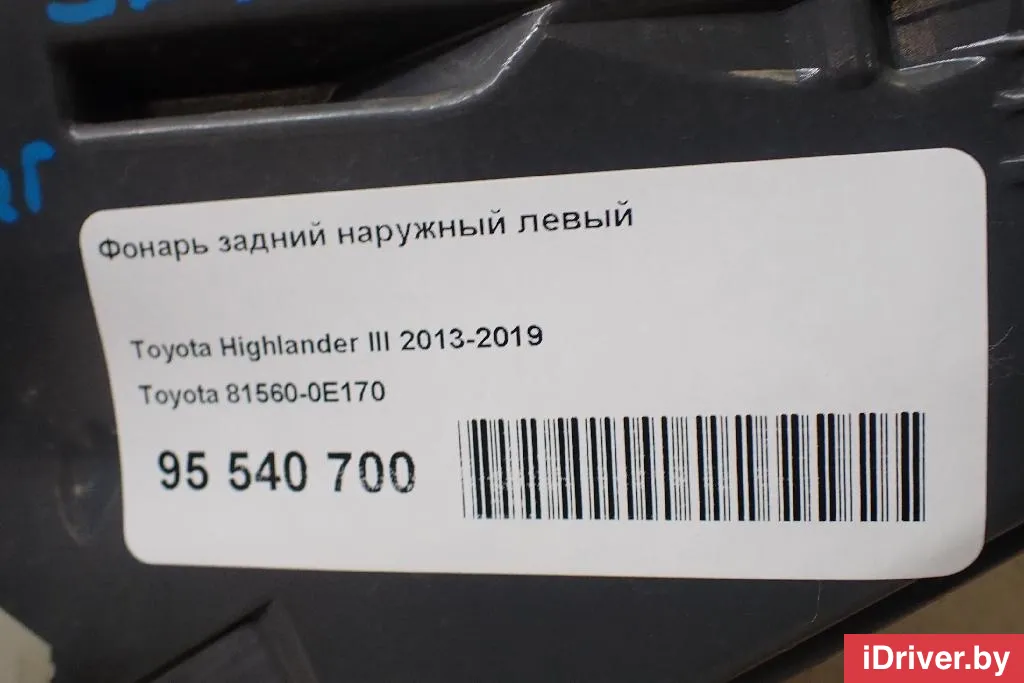 Фонарь задний наружный левый
Toyota Highlander III 2013-2019
Toyota 81560-0E170
95 540 700
iDriver.by